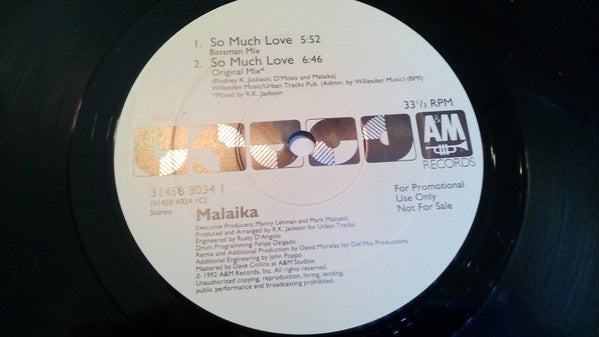 1. So Much Love 5:52
Bassman Mix
2. So Much Love 6:46
Original Mix*
(Rodney K. Jackson, D'Mosis and Malaika)
Willesden Music/Urban Tracks Pub. (Admin. by Willesden Music) (BMI)
*Mixed by R.K. Jackson
33 1/3 RPM
A&M
RECORDS
31458 8034 1
(31458 8034 1C)
Stereo
For Promotional
Use Only
Not For Sale
Malaika
Executive Producers: Manny Lehman and Mark Mazzetti
Produced and Arranged by R.K. Jackson for Urban Tracks
Engineered by Rusty D'Angolo
Drum Programming: Felipe Delgado
Remix and Additional Production by David Morales for Def Mix Productions
Additional Engineering by John Poppo
Mastered by Dave Collins at A&M Studios
℗ 1992 A&M Records, Inc. All rights reserved.
Unauthorized copying, reproduction, hiring, lending,
public performance and broadcasting prohibited.